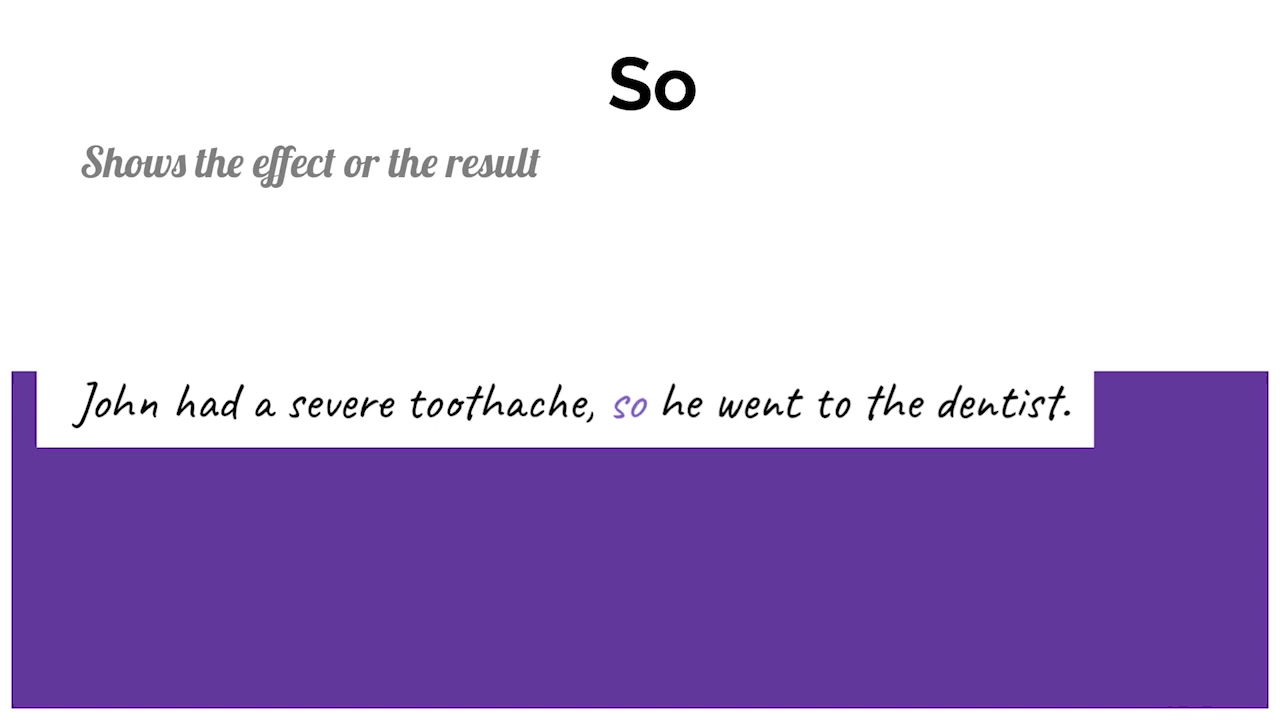 So
Shows the effect or the result
John had a severe toothache, so he went to the dentist.